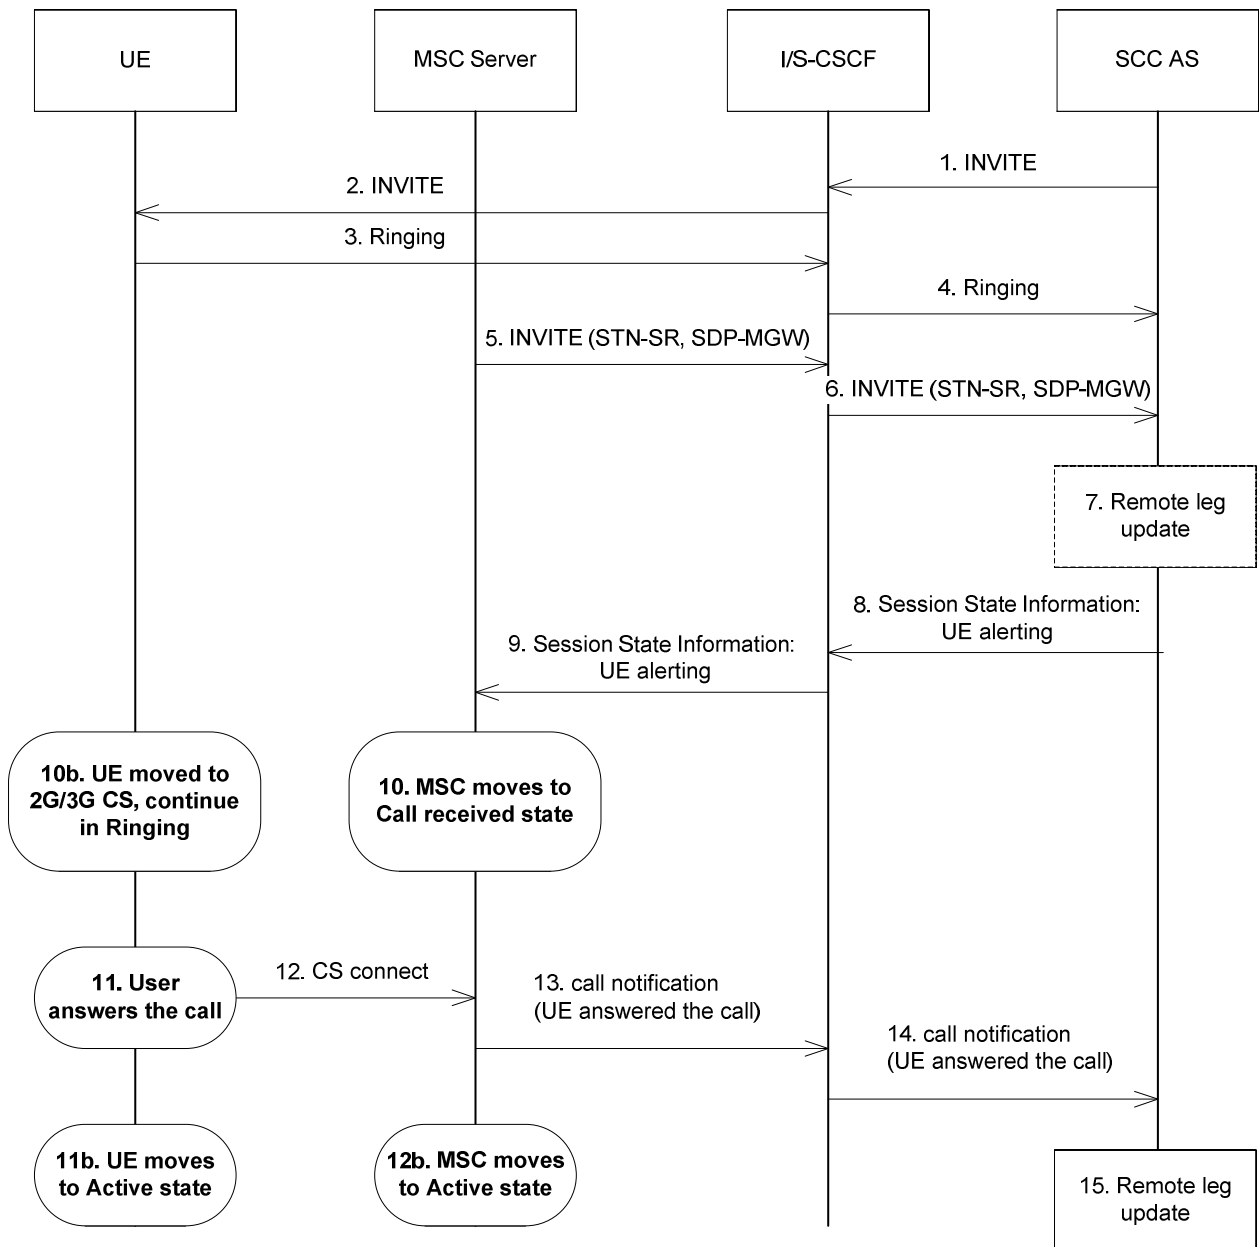 UE
MSC Server
I/S-CSCF
SCC AS
1. INVITE
2. INVITE
3. Ringing
4. Ringing
5. INVITE (STN-SR, SDP-MGW)
6. INVITE (STN-SR, SDP-MGW)
7. Remote leg
update
8. Session State Information:
UE alerting
9. Session State Information:
UE alerting
10b. UE moved to
2G/3G CS, continue
in Ringing
10. MSC moves to
Call received state
11. User
answers the call
12. CS connect
13. call notification
(UE answered the call)
14. call notification
(UE answered the call)
11b. UE moves
to Active state
12b. MSC moves
to Active state
15. Remote leg
update